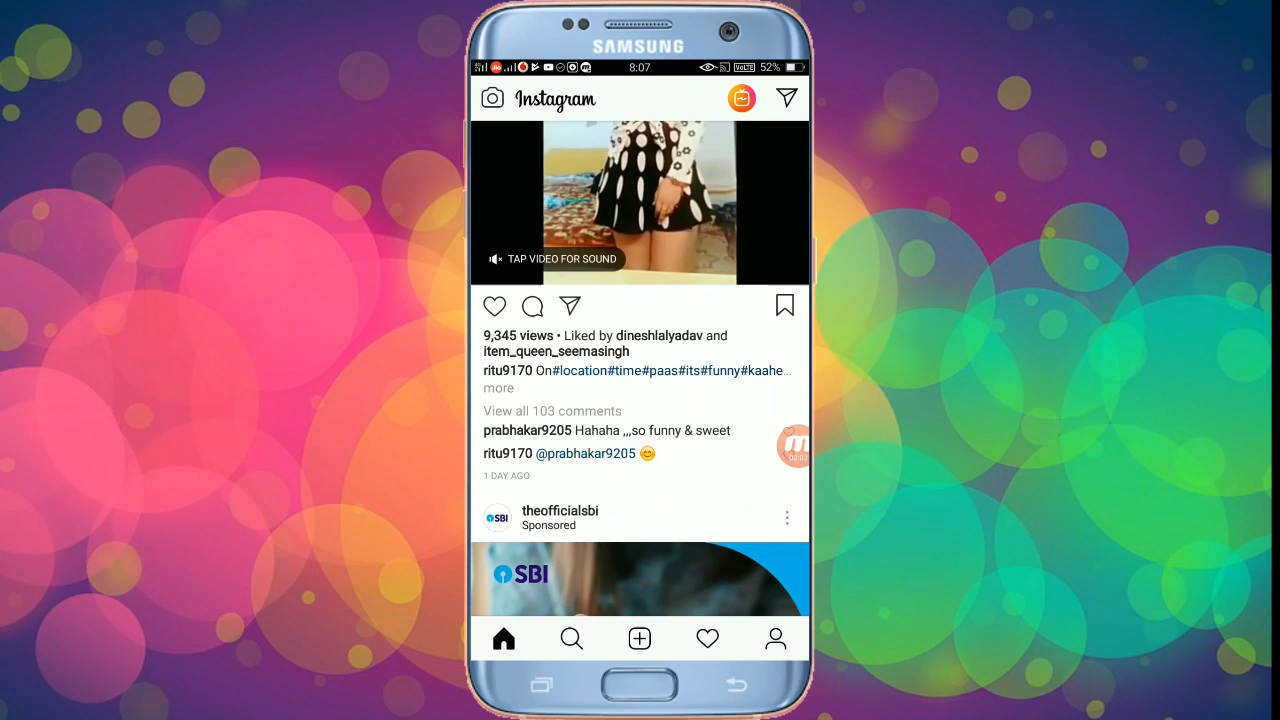 SAMSUNG
8:07
VoLTE 52%
Instagram
TAP VIDEO FOR SOUND
9,345 views • Liked by dineshlalyadav and
item_queen_seemasingh
ritu9170 On#location#time#paas#its#funny#kaahe...
more
View all 103 comments
prabhakar9205 Hahaha ,,,so funny & sweet
ritu9170 @prabhakar9205 😊
1 DAY AGO
theofficialsbi
SBI
Sponsored
SBI